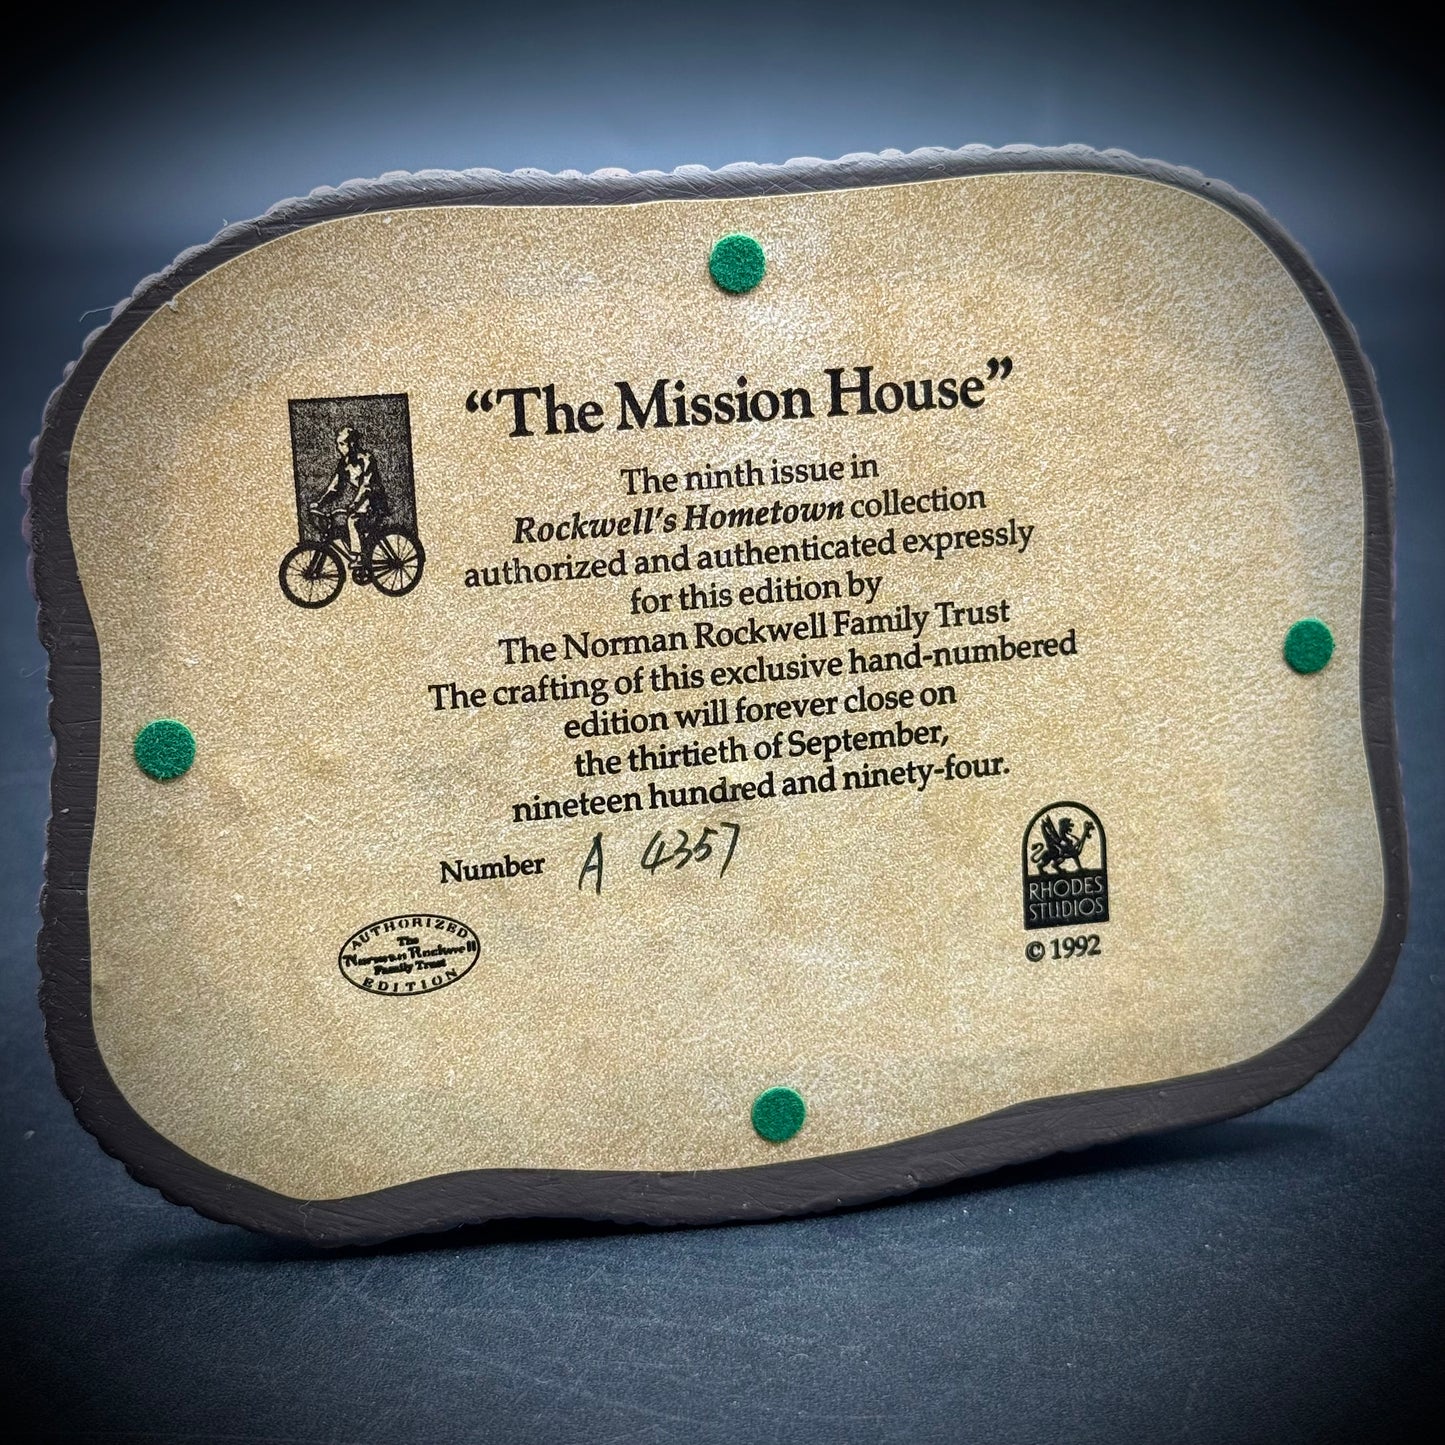 “The Mission House”
The ninth issue in
Rockwell's Hometown collection
authorized and authenticated expressly
for this edition by
The Norman Rockwell Family Trust
The crafting of this exclusive hand-numbered
edition will forever close on
the thirtieth of September,
nineteen hundred and ninety-four.
Number A 4357
AUTHORIZED
The
Norman Rockwell
Family Trust
EDITION
RHODES
STUDIOS
© 1992